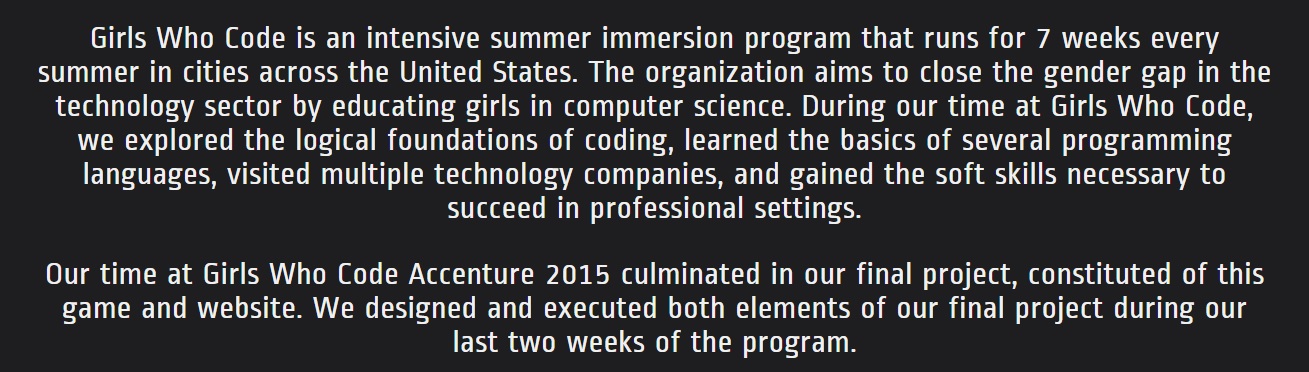 Girls Who Code is an intensive summer immersion program that runs for 7 weeks every
summer in cities across the United States. The organization aims to close the gender gap in the
technology sector by educating girls in computer science. During our time at Girls Who Code,
we explored the logical foundations of coding, learned the basics of several programming
languages, visited multiple technology companies, and gained the soft skills necessary to
succeed in professional settings.
Our time at Girls Who Code Accenture 2015 culminated in our final project, constituted of this
game and website. We designed and executed both elements of our final project during our
last two weeks of the program.